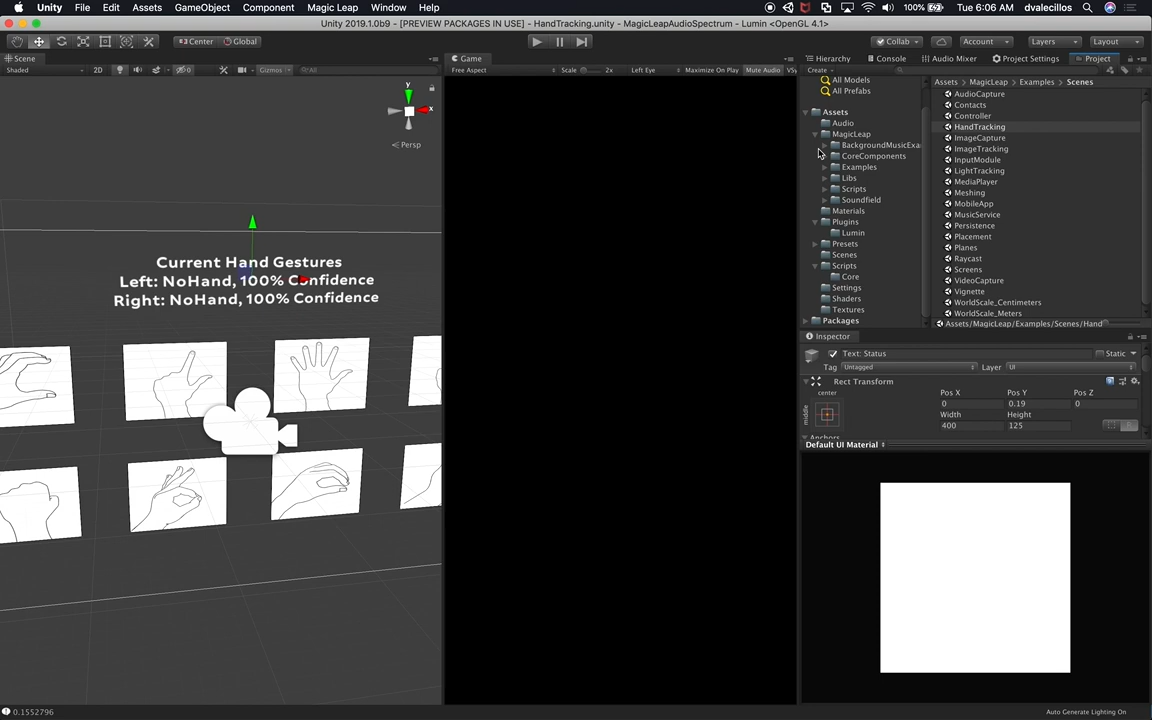 Unity File Edit Assets GameObject Component Magic Leap Window Help 100% Tue 6:06 AM dvalecillos
Unity 2019.1.0b9 - [PREVIEW PACKAGES IN USE] - HandTracking.unity - MagicLeapAudioSpectrum - Lumin <OpenGL 4.1>
Center Global Collab Account Layers Layout
Scene Game Hierarchy Console Audio Mixer Project Settings Project
Shaded 2D Gizmos All Free Aspect Scale 2x Left Eye Maximize On Play Mute Audio VSy Create
All Models
All Prefabs
Assets
Audio
MagicLeap
BackgroundMusicExa
CoreComponents
Examples
Libs
Scripts
Soundfield
Materials
Plugins
Lumin
Presets
Scenes
Scripts
Core
Settings
Shaders
Textures
Packages
Assets > MagicLeap > Examples > Scenes
AudioCapture
Contacts
Controller
HandTracking
ImageCapture
ImageTracking
InputModule
LightTracking
MediaPlayer
Meshing
MobileApp
MusicService
Persistence
Placement
Planes
Raycast
Screens
VideoCapture
Vignette
WorldScale_Centimeters
WorldScale_Meters
Assets/MagicLeap/Examples/Scenes/Hand
y
x
Persp
Current Hand Gestures
Left: NoHand, 100% Confidence
Right: NoHand, 100% Confidence
Inspector
Text: Status Static
Tag Untagged Layer UI
Rect Transform
center
middle
Pos X Pos Y Pos Z
0 0.19 0
Width Height
400 125
Anchors
Default UI Material
0.1552796
Auto Generate Lighting On